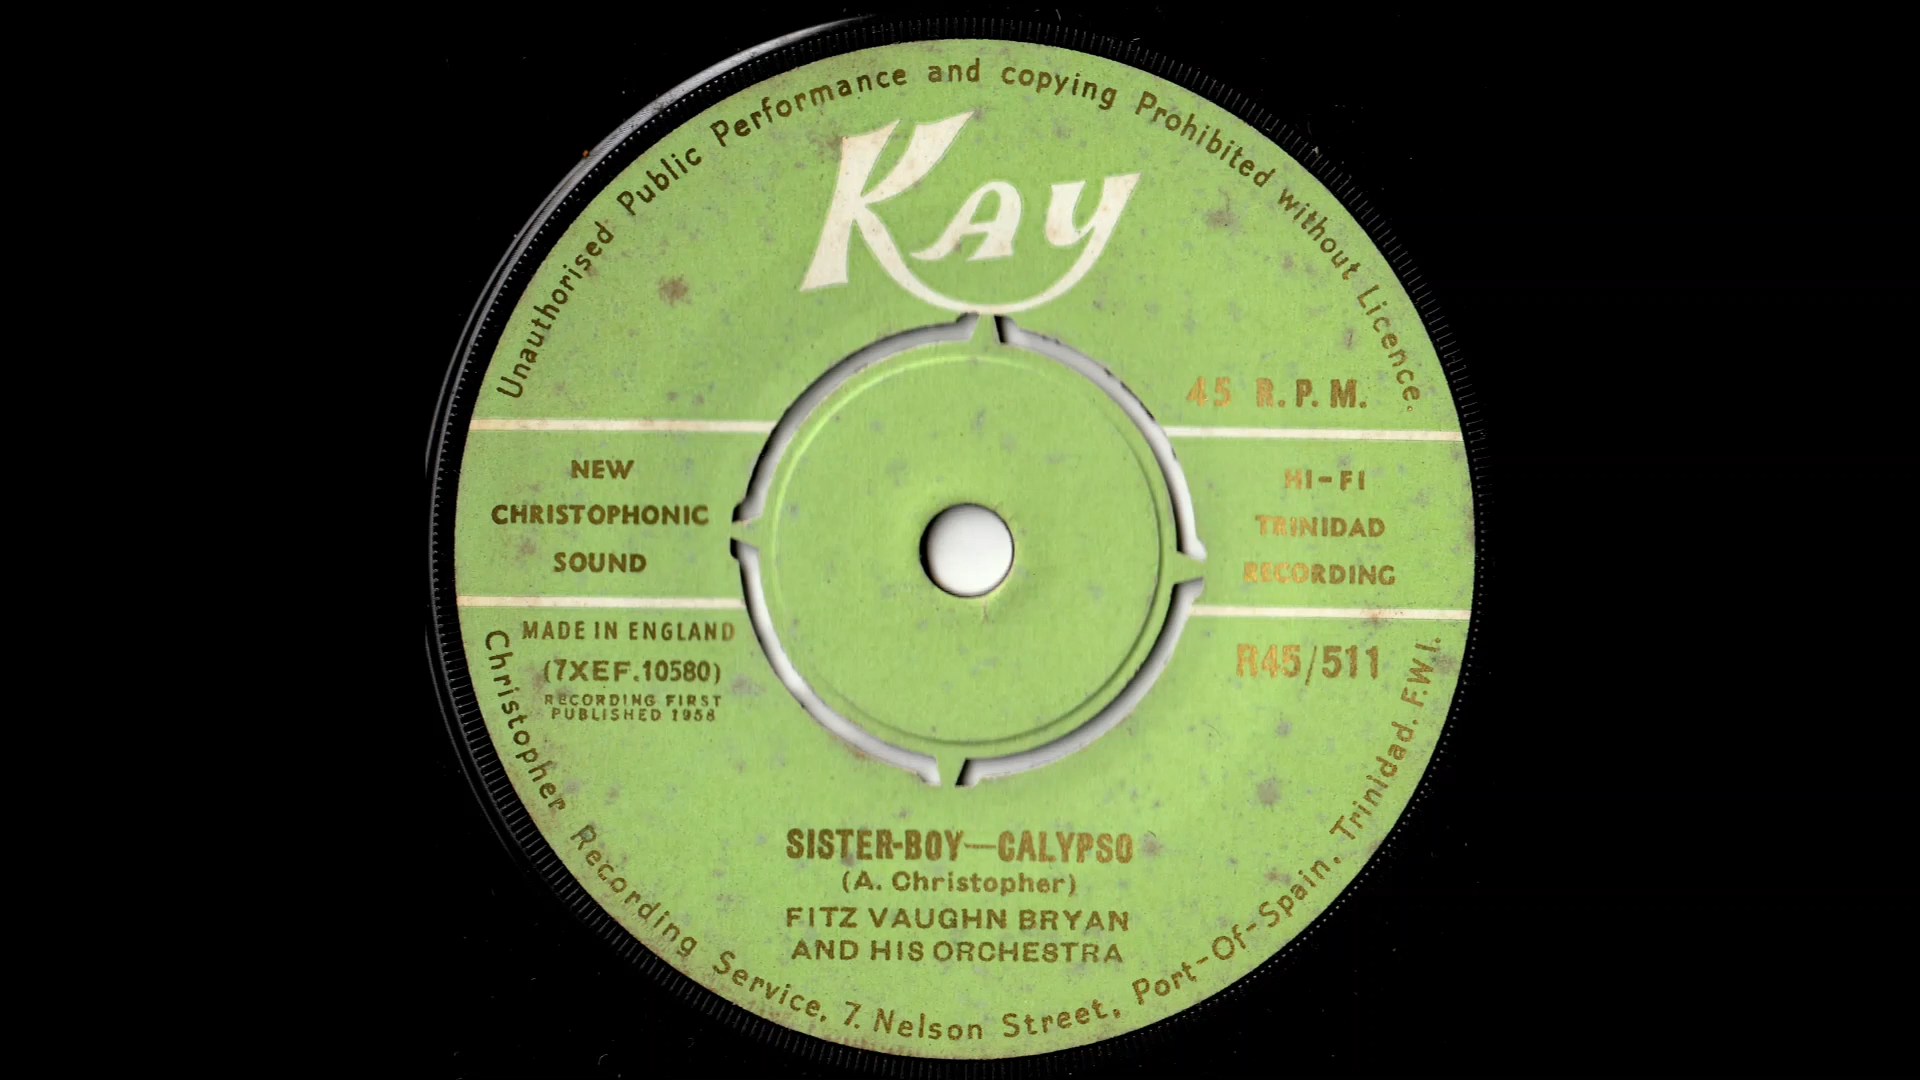 Unauthorised Public Performance and copying Prohibited without Licence.
Kay
45 R.P.M.
NEW
CHRISTOPHONIC
SOUND
HI-FI
TRINIDAD
RECORDING
MADE IN ENGLAND
(7XEF.10580)
RECORDING FIRST
PUBLISHED 1958
R45/511
SISTER-BOY—CALYPSO
(A. Christopher)
FITZ VAUGHN BRYAN
AND HIS ORCHESTRA
Christopher Recording Service, 7, Nelson Street, Port-Of-Spain, Trinidad. F.W.I.